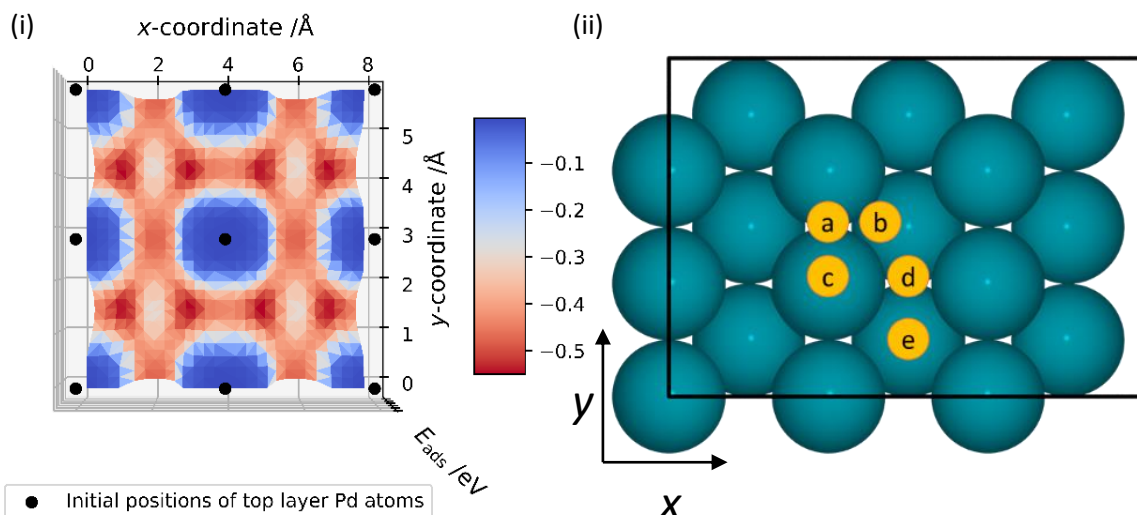 (i)
x-coordinate /Å
0 2 4 6 8
5
4
3
2
1
0
y-coordinate /Å
−0.1
−0.2
−0.3
−0.4
−0.5
E_ads /eV
Initial positions of top layer Pd atoms
(ii)
a b
c d
e
y
x